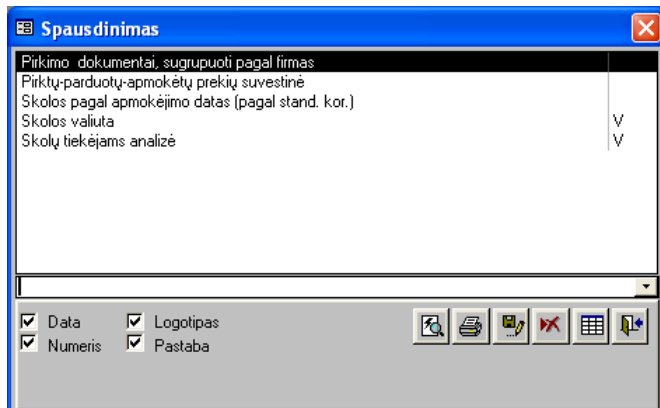 Spausdinimas
Pirkimo dokumentai, sugrupuoti pagal firmas
Pirktų-parduotų-apmokėtų prekių suvestinė
Skolos pagal apmokėjimo datas (pagal stand. kor.)
Skolos valiuta V
Skolų tiekėjams analizė V
Data Logotipas
Numeris Pastaba